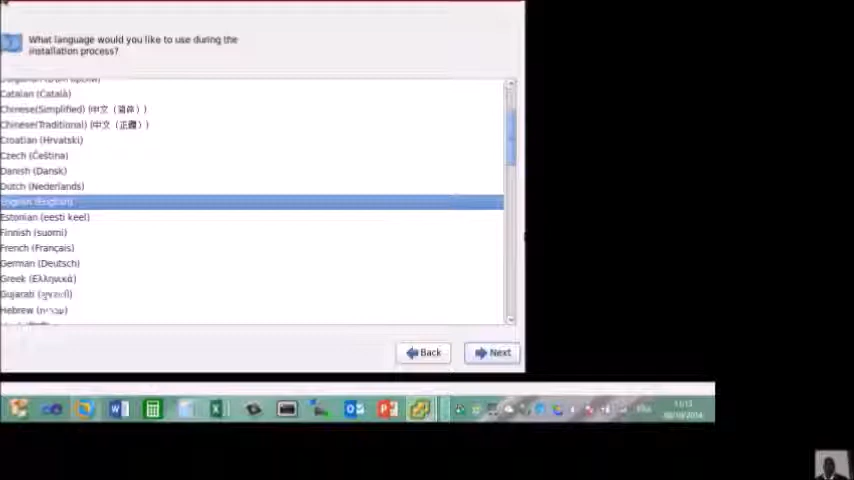 What language would you like to use during the
installation process?
Catalan (Català)
Chinese(Simplified) (中文（简体）)
Chinese(Traditional) (中文（正體）)
Croatian (Hrvatski)
Czech (Čeština)
Danish (Dansk)
Dutch (Nederlands)
English (English)
Estonian (eesti keel)
Finnish (suomi)
French (Français)
German (Deutsch)
Greek (Ελληνικά)
Gujarati (ગુજરાતી)
Hebrew (עברית)
Back
Next